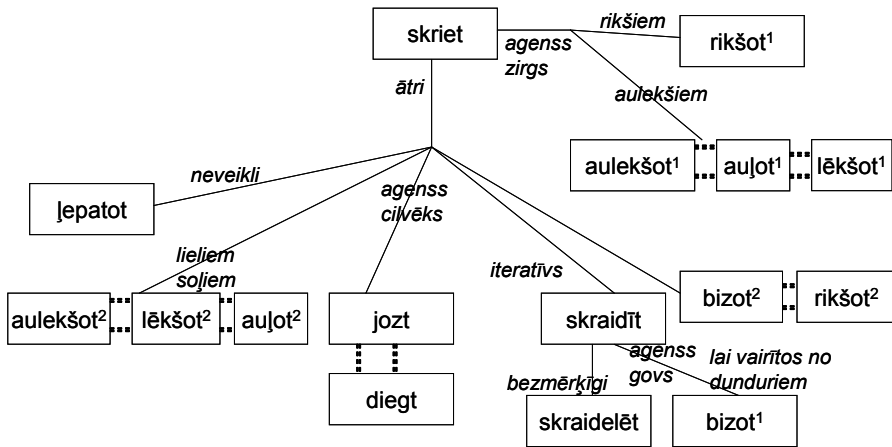 skriet
rikšiem
rikšot¹
agenss
zirgs
ātri
aulekšiem
aulekšot¹
auļot¹
lēkšot¹
neveikli
ļepatot
agenss
cilvēks
lieliem
soļiem
iteratīvs
aulekšot²
lēkšot²
auļot²
jozt
skraidīt
bizot²
rikšot²
diegt
bezmērķīgi
agenss
govs
lai vairītos no
dunduriem
skraidelēt
bizot¹